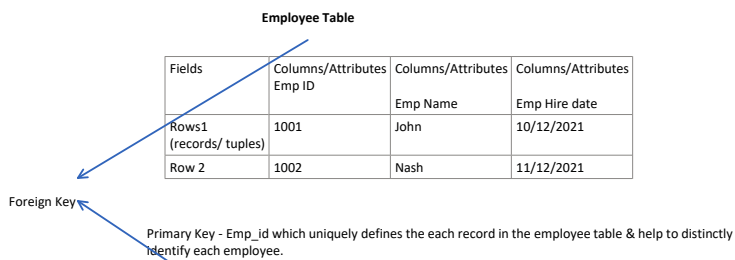 Employee Table
Fields Columns/Attributes Columns/Attributes Columns/Attributes
Emp ID
Emp Name Emp Hire date
Rows1 1001 John 10/12/2021
(records/ tuples)
Row 2 1002 Nash 11/12/2021
Foreign Key
Primary Key - Emp_id which uniquely defines the each record in the employee table & help to distinctly
identify each employee.